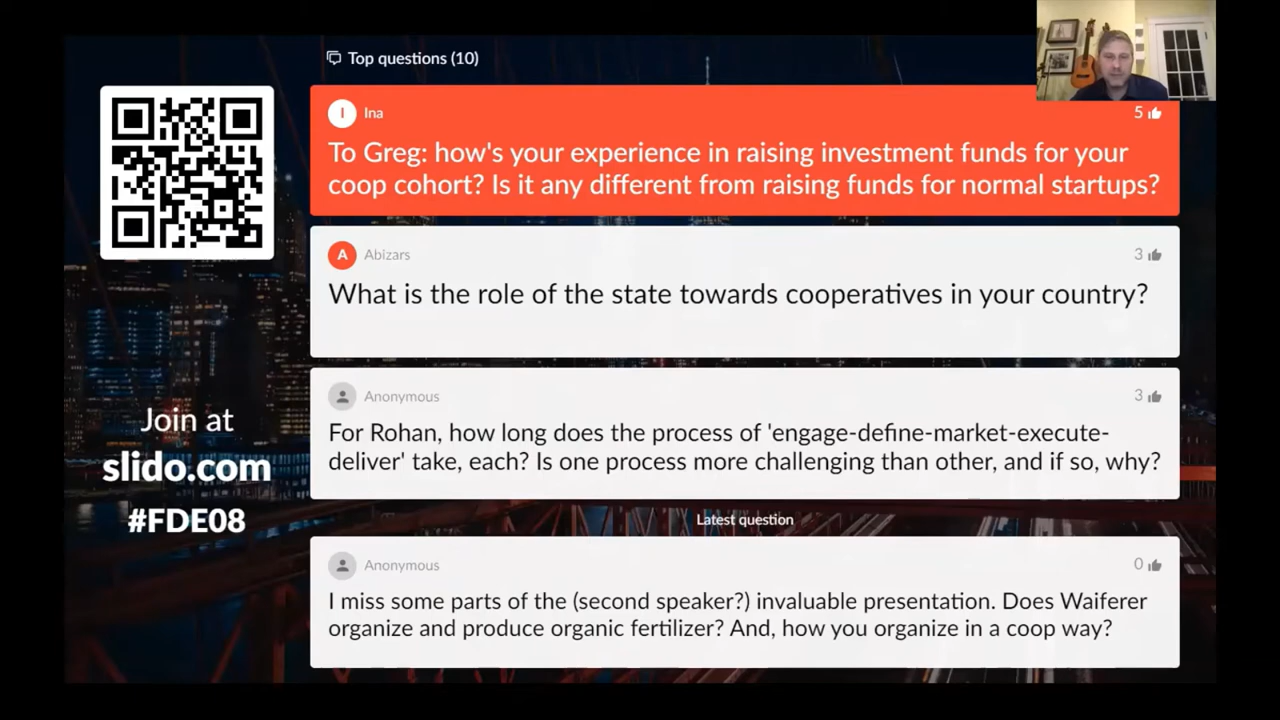 Top questions (10)
I Ina 5
To Greg: how's your experience in raising investment funds for your
coop cohort? Is it any different from raising funds for normal startups?
A Abizars 3
What is the role of the state towards cooperatives in your country?
Anonymous 3
For Rohan, how long does the process of 'engage-define-market-execute-
deliver' take, each? Is one process more challenging than other, and if so, why?
Latest question
Anonymous 0
I miss some parts of the (second speaker?) invaluable presentation. Does Waiferer
organize and produce organic fertilizer? And, how you organize in a coop way?
Join at
slido.com
#FDE08